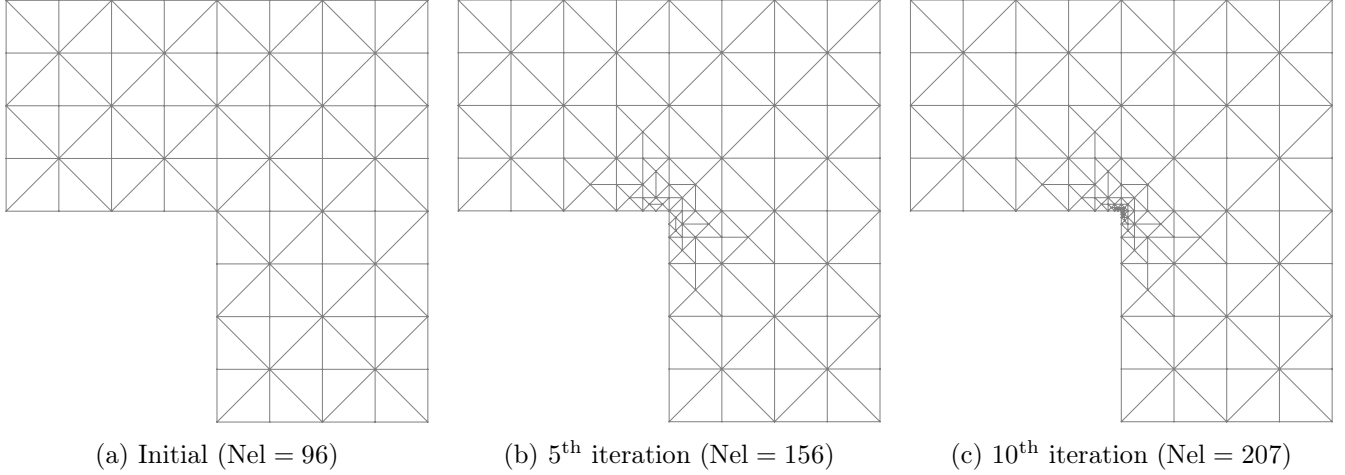 (a) Initial (Nel = 96)
(b) 5th iteration (Nel = 156)
(c) 10th iteration (Nel = 207)